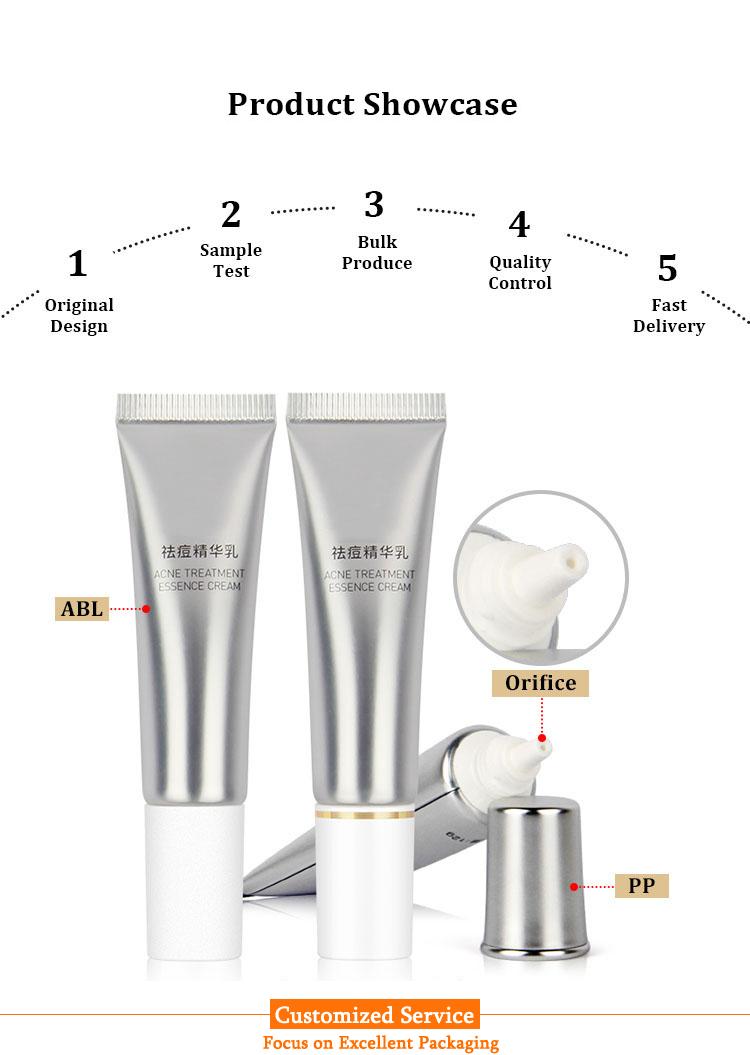 Product Showcase
1
Original
Design
2
Sample
Test
3
Bulk
Produce
4
Quality
Control
5
Fast
Delivery
祛痘精华乳
ACNE TREATMENT
ESSENCE CREAM
祛痘精华乳
ACNE TREATMENT
ESSENCE CREAM
ABL
Orifice
12g
PP
Customized Service
Focus on Excellent Packaging